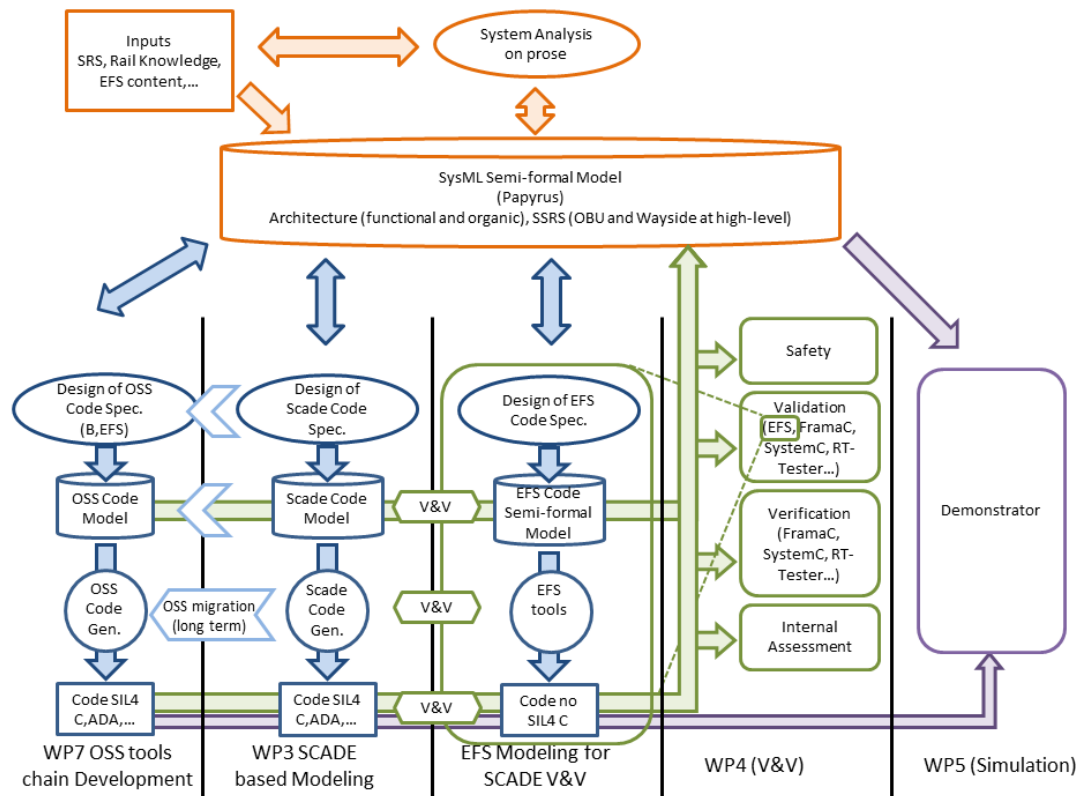 Inputs
SRS, Rail Knowledge,
EFS content,...
System Analysis
on prose
SysML Semi-formal Model
(Papyrus)
Architecture (functional and organic), SSRS (OBU and Wayside at high-level)
Design of OSS
Code Spec.
(B,EFS)
Design of
Scade Code
Spec.
Design of EFS
Code Spec.
Safety
Validation
(EFS, FramaC,
SystemC, RT-
Tester...)
OSS Code
Model
Scade Code
Model
V&V
EFS Code
Semi-formal
Model
Verification
(FramaC,
SystemC, RT-
Tester...)
Demonstrator
OSS
Code
Gen.
OSS migration
(long term)
Scade
Code
Gen.
V&V
EFS
tools
Internal
Assessment
Code SIL4
C,ADA,...
Code SIL4
C,ADA,...
V&V
Code no
SIL4 C
WP7 OSS tools
chain Development
WP3 SCADE
based Modeling
EFS Modeling for
SCADE V&V
WP4 (V&V)
WP5 (Simulation)